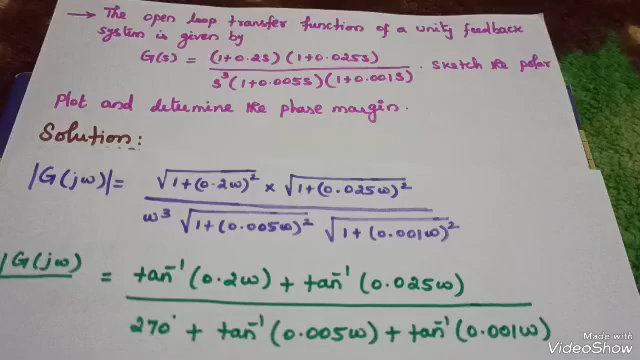 → The open loop transfer function of a unity feedback
system is given by
G(s) = (1+0.2s) (1+0.025s) / s³ (1+0.005s) (1+0.001s) . sketch the polar
Plot and determine the phase margin.
Solution:
|G(jω)| = √1+(0.2ω)² × √1+(0.025ω)² / ω³ √1+(0.005ω)² √1+(0.001ω)²
∠G(jω) = tan⁻¹(0.2ω) + tan⁻¹(0.025ω) / 270° + tan⁻¹(0.005ω) + tan⁻¹(0.001ω)
Made with
VideoShow